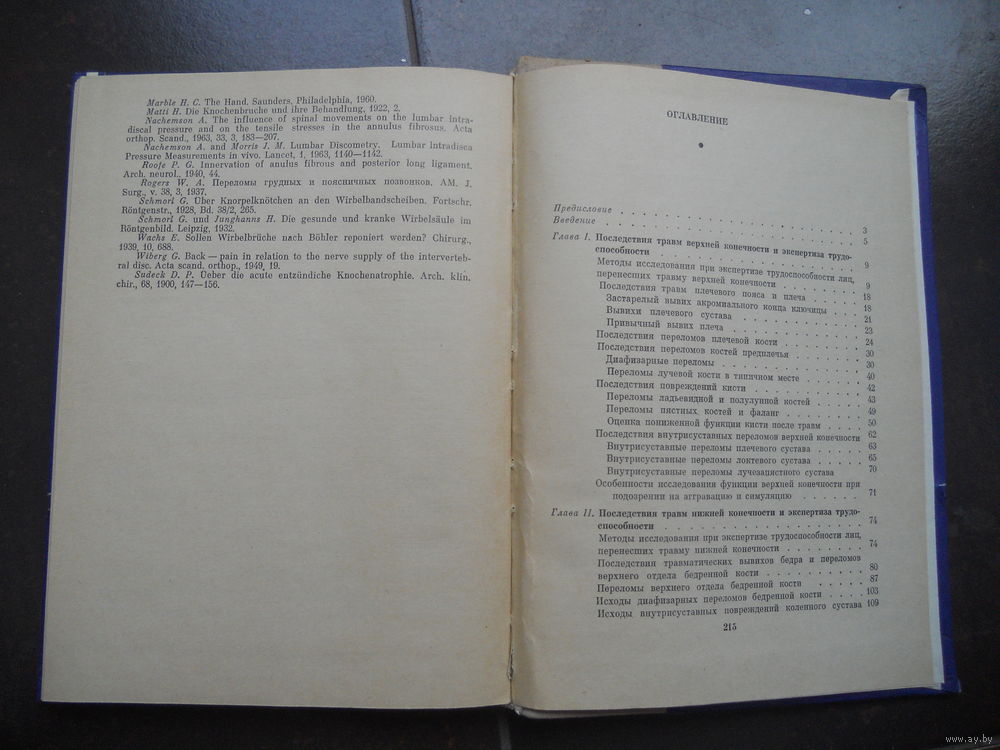 Marble H. C. The Hand. Saunders. Philadelphia, 1960.
Matti H. Die Knochenbruche und ihre Behandlung, 1922, 2.
Nachemson A. The influence of spinal movements on the lumbar intra-
discal pressure and on the tensile stresses in the annulus fibrosus. Acta
orthop. Scand., 1963, 33, 3, 183—207.
Nachemson A. and Morris J. M. Lumbar Discometry. Lumbar Intradisca
Pressure Measurements in vivo. Lancet, 1, 1963, 1140—1142.
Roofe P. G. Innervation of anulus fibrous and posterior long ligament.
Arch. neurol., 1940, 44.
Rogers W. A. Переломы грудных и поясничных позвонков. AM. J.
Surg., v. 38, 3, 1937.
Schmorl G. Über Knorpelknötchen an den Wirbelbandscheiben. Fortschr.
Röntgenstr., 1928, Bd. 38/2, 265.
Schmorl G. und Junghanns H. Die gesunde und kranke Wirbelsäule im
Röntgenbild. Leipzig, 1932.
Wachs E. Sollen Wirbelbrüche nach Böhler reponiert werden? Chirurg.,
1939, 10, 688.
Wiberg G. Back — pain in relation to the nerve supply of the interverteb-
ral disc. Acta scand. orthop., 1949, 19.
Sudeck D. P. Ueber die acute entzündiche Knochenatrophie. Arch. klin.
chir., 68, 1900, 147—156.
ОГЛАВЛЕНИЕ
Предисловие . . . . . . . . . . . . . . 3
Введение . . . . . . . . . . . . . . 5
Глава I. Последствия травм верхней конечности и экспертиза трудо-
способности . . . . . . . . . . . . . . 9
Методы исследования при экспертизе трудоспособности лиц,
перенесших травму верхней конечности . . . . . . . 9
Последствия травм плечевого пояса и плеча . . . . . 18
Застарелый вывих акромиального конца ключицы . . . 18
Вывихи плечевого сустава . . . . . . . . . 21
Привычный вывих плеча . . . . . . . . . . 23
Последствия переломов плечевой кости . . . . . . . 24
Последствия переломов костей предплечья . . . . . . 30
Диафизарные переломы . . . . . . . . . . . 30
Переломы лучевой кости в типичном месте . . . . . 40
Последствия повреждений кисти . . . . . . . . . 42
Переломы ладьевидной и полулунной костей . . . . . 43
Переломы пястных костей и фаланг . . . . . . . 49
Оценка пониженной функции кисти после травм . . . . 50
Последствия внутрисуставных переломов верхней конечности 62
Внутрисуставные переломы плечевого сустава . . . . . 63
Внутрисуставные переломы локтевого сустава . . . . . 65
Внутрисуставные переломы лучезапястного сустава 70
Особенности исследования функции верхней конечности при
подозрении на аггравацию и симуляцию . . . . . . 71
Глава II. Последствия травм нижней конечности и экспертиза трудо-
способности . . . . . . . . . . . . . . 74
Методы исследования при экспертизе трудоспособности лиц,
перенесших травму нижней конечности . . . . . . . 74
Последствия травматических вывихов бедра и переломов
верхнего отдела бедренной кости . . . . . . . . . 80
Переломы верхнего отдела бедренной кости . . . . . 87
Исходы диафизарных переломов бедренной кости . . . . 103
Исходы внутрисуставных повреждений коленного сустава 109
215
www.ay.by